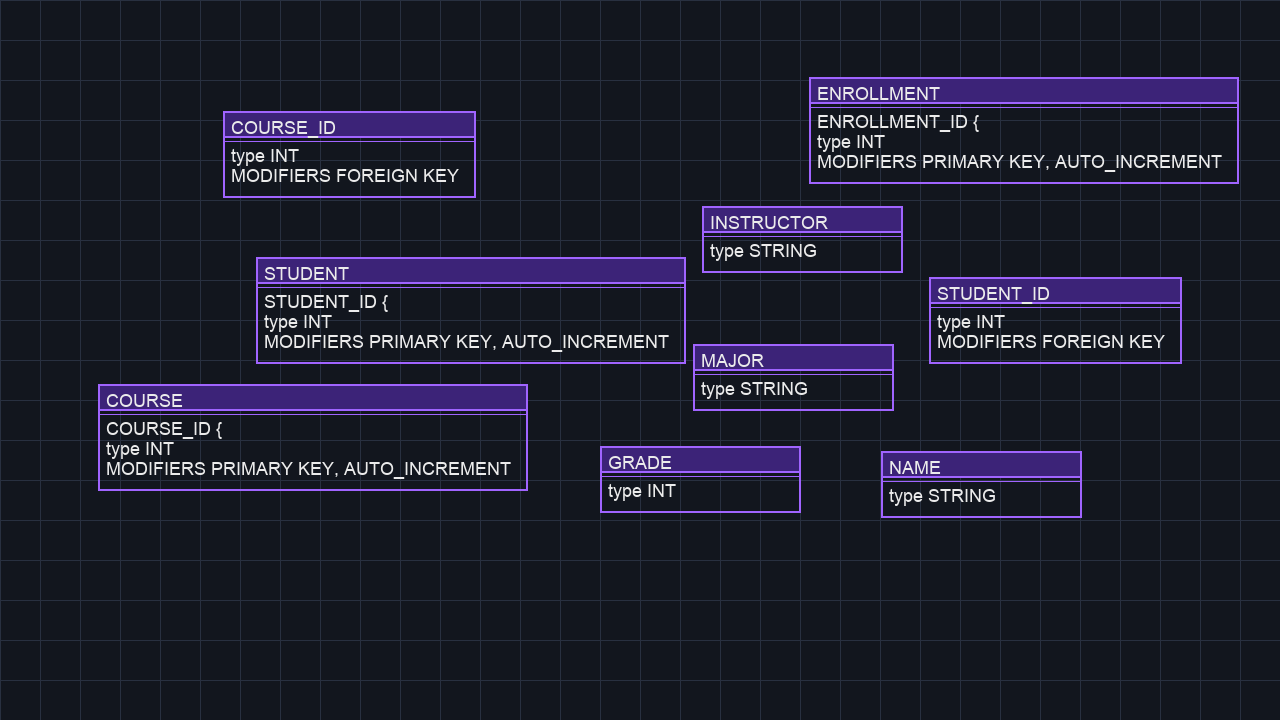 ENROLLMENT
ENROLLMENT_ID {
type INT
MODIFIERS PRIMARY KEY, AUTO_INCREMENT
COURSE_ID
type INT
MODIFIERS FOREIGN KEY
INSTRUCTOR
type STRING
STUDENT
STUDENT_ID {
type INT
MODIFIERS PRIMARY KEY, AUTO_INCREMENT
STUDENT_ID
type INT
MODIFIERS FOREIGN KEY
MAJOR
type STRING
COURSE
COURSE_ID {
type INT
MODIFIERS PRIMARY KEY, AUTO_INCREMENT
GRADE
type INT
NAME
type STRING